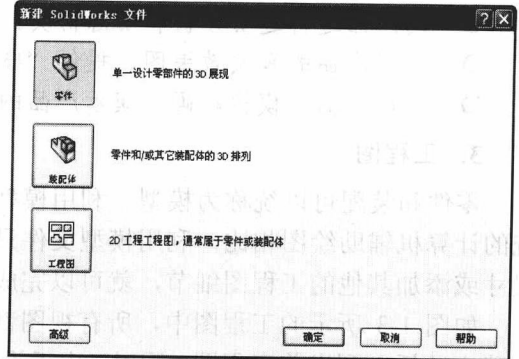 新建 SolidWorks 文件
零件
单一设计零部件的 3D 展现
装配体
零件和/或其它装配体的 3D 排列
工程图
2D 工程工程图，通常属于零件或装配体
高级
确定
取消
帮助